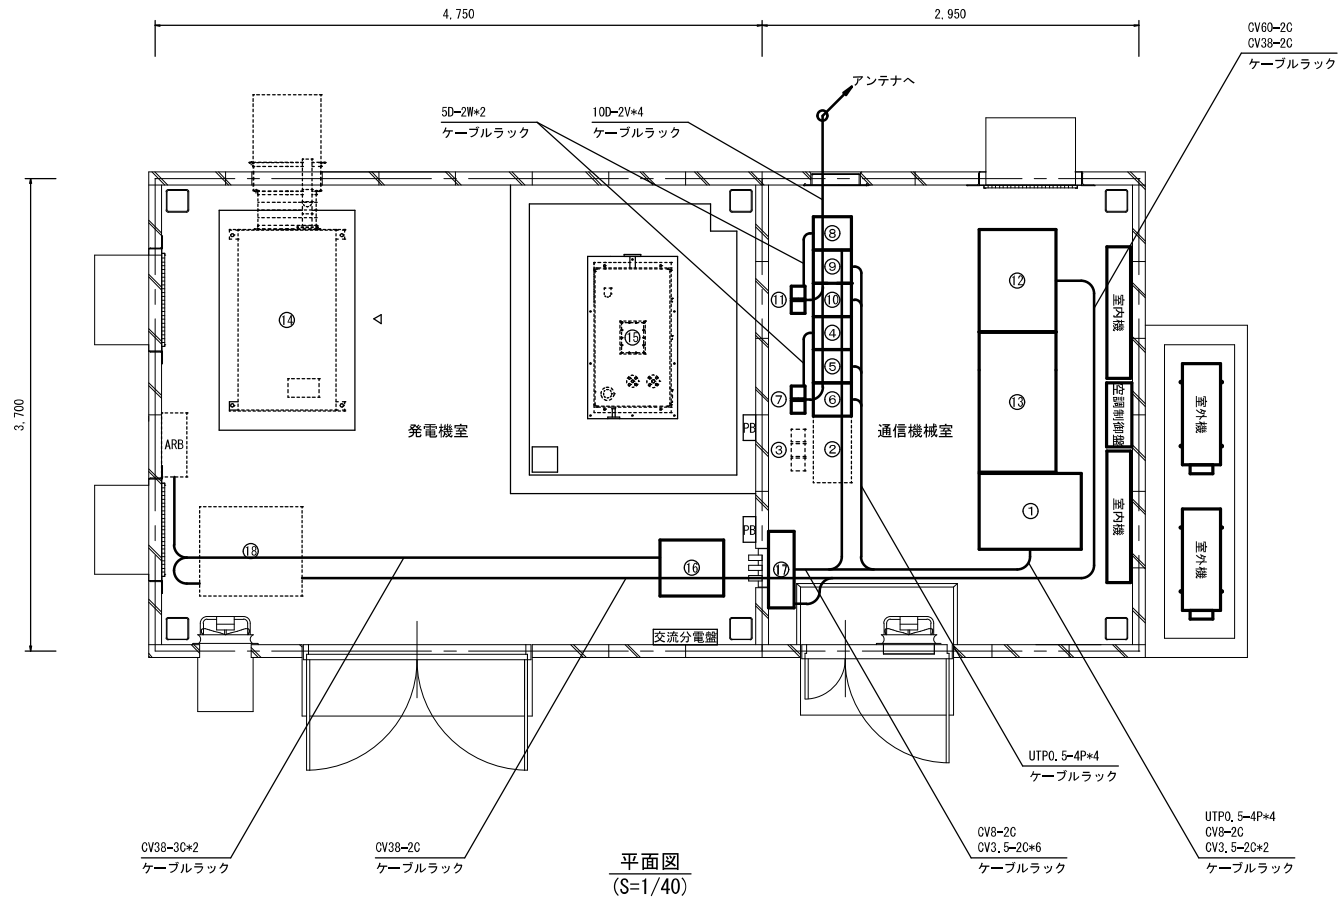 4,750
2,950
CV60-2C
CV38-2C
ケーブルラック
アンテナへ
5D-2W*2
ケーブルラック
10D-2V*4
ケーブルラック
3,700
⑧
⑨
⑩
⑪
④
⑤
⑥
⑦
②
③
⑫
⑬
①
⑭
⑮
⑯
⑰
⑱
室内機
空調制御盤
室内機
室外機
室外機
ARB
発電機室
PB
PB
通信機械室
交流分電盤
UTP0.5-4P*4
ケーブルラック
CV38-3C*2
ケーブルラック
CV38-2C
ケーブルラック
CV8-2C
CV3.5-2C*6
ケーブルラック
UTP0.5-4P*4
CV8-2C
CV3.5-2C*2
ケーブルラック
平面図
(S=1/40)